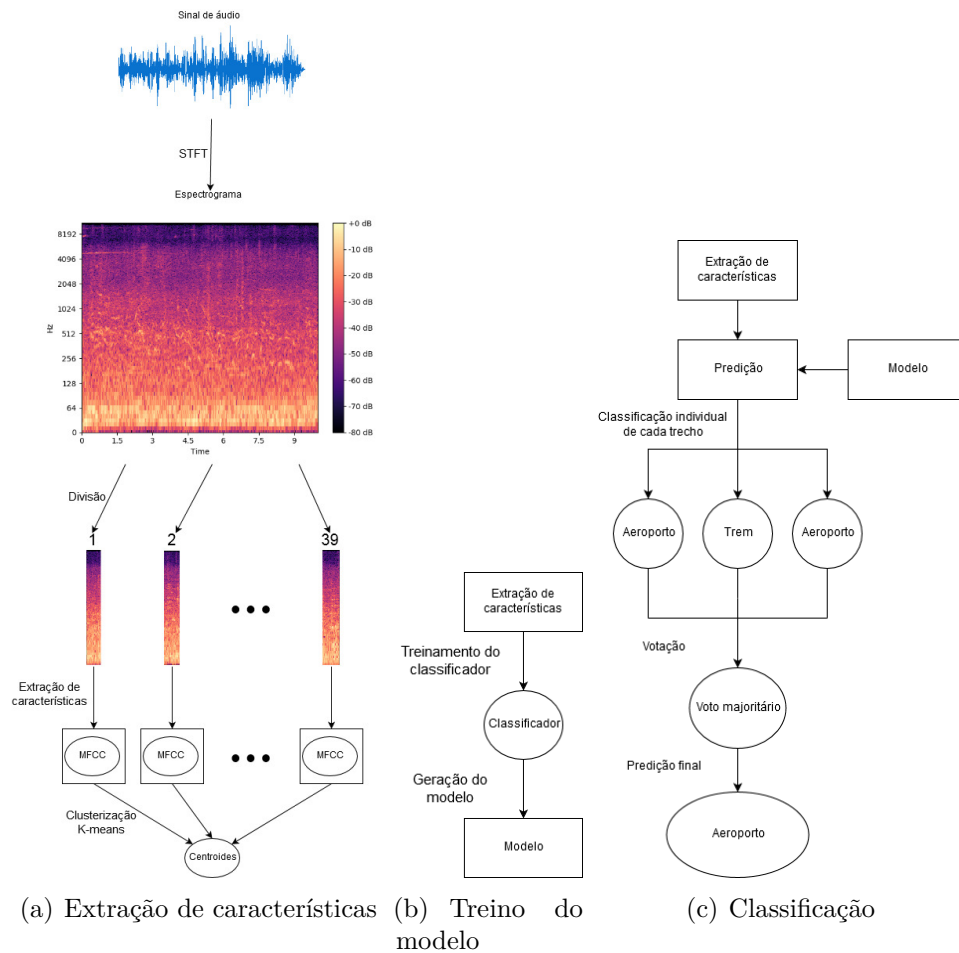 Sinal de áudio
STFT
Espectrograma
+0 dB
-10 dB
-20 dB
-30 dB
-40 dB
-50 dB
-60 dB
-70 dB
-80 dB
8192
4096
2048
1024
512
256
128
64
0
Hz
0 1.5 3 4.5 6 7.5 9
Time
Divisão
1 2 39
Extração de
características
MFCC MFCC MFCC
Clusterização
K-means
Centroides
(a) Extração de características
Extração de
características
Treinamento do
classificador
Classificador
Geração do
modelo
Modelo
(b) Treino do
modelo
Extração de
características
Predição
Modelo
Classificação individual
de cada trecho
Aeroporto Trem Aeroporto
Votação
Voto majoritário
Predição final
Aeroporto
(c) Classificação